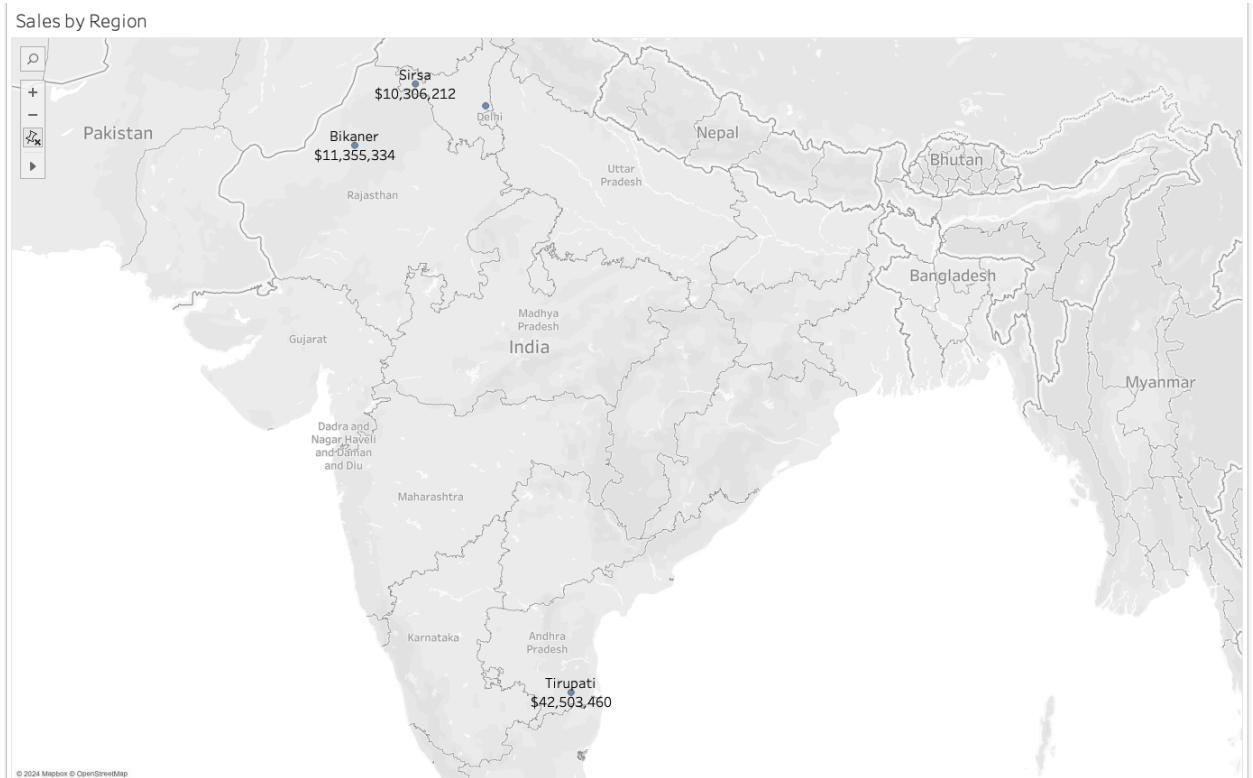 Sales by Region
Sirsa
$10,306,212
Delhi
Pakistan
Nepal
Bikaner
$11,355,334
Bhutan
Uttar
Pradesh
Rajasthan
Bangladesh
Madhya
Pradesh
Gujarat
India
Myanmar
Dadra and
Nagar Haveli
and Daman
and Diu
Maharashtra
Karnataka
Andhra
Pradesh
Tirupati
$42,503,460
© 2024 Mapbox © OpenStreetMap